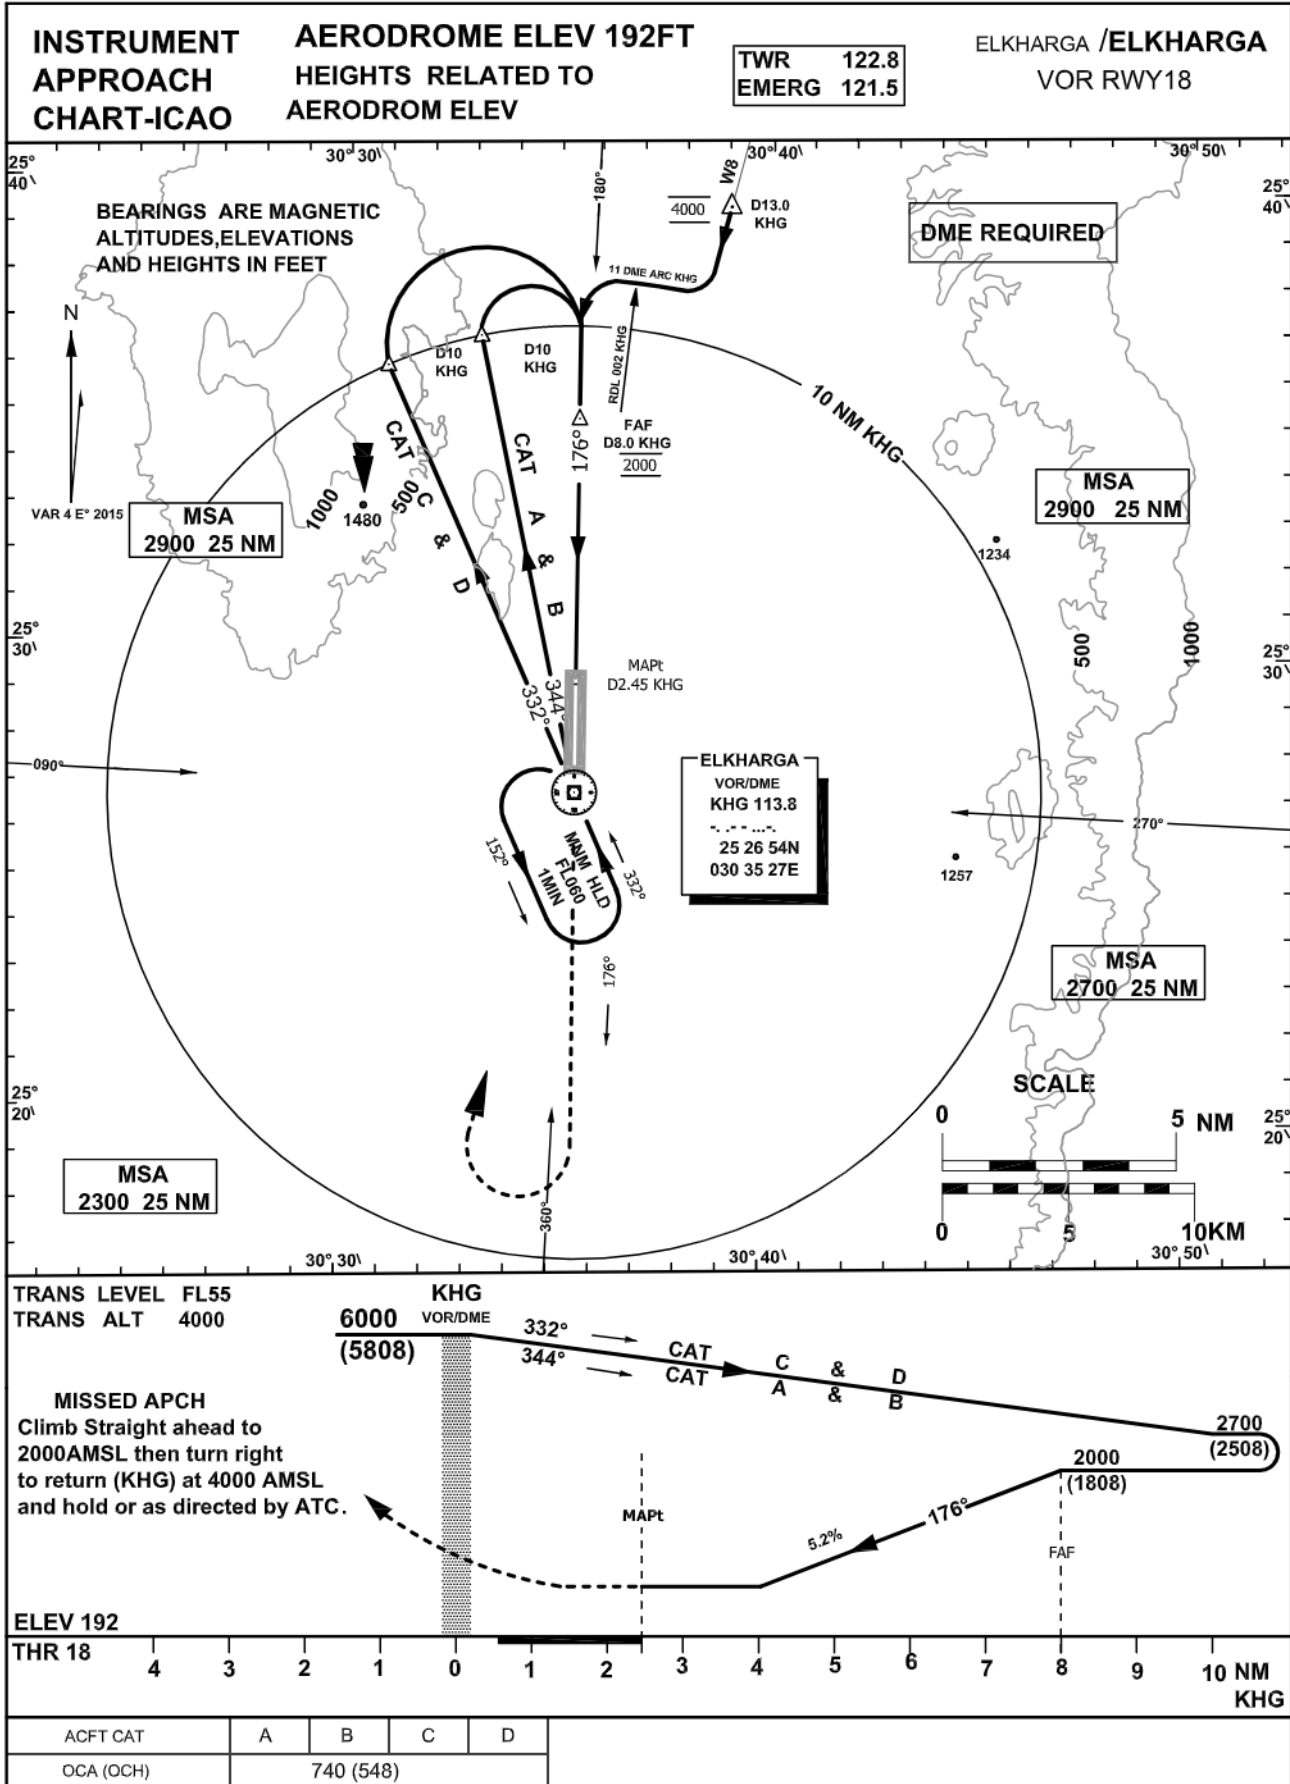 INSTRUMENT
APPROACH
CHART-ICAO
AERODROME ELEV 192FT
HEIGHTS RELATED TO
AERODROM ELEV
TWR 122.8
EMERG 121.5
ELKHARGA /ELKHARGA
VOR RWY18
25°
40\
30°30\
30°40\
30°50\
25°
40\
BEARINGS ARE MAGNETIC
ALTITUDES,ELEVATIONS
AND HEIGHTS IN FEET
180°
W8
4000
D13.0
KHG
DME REQUIRED
11 DME ARC KHG
N
VAR 4 E° 2015
D10
KHG
D10
KHG
RDL 002 KHG
FAF
D8.0 KHG
2000
176°
10 NM KHG
CAT C & D
CAT A & B
MSA
2900 25 NM
1000
1480
500
MSA
2900 25 NM
1234
25°
30\
500
1000
25°
30\
MAPt
D2.45 KHG
332°
344°
090°
270°
ELKHARGA
VOR/DME
KHG 113.8
-.- .... --.
25 26 54N
030 35 27E
1257
152°
MNM HLD
FL060
1MIN
332°
176°
MSA
2700 25 NM
25°
20\
SCALE
0 5 NM
25°
20\
0 5 10KM
MSA
2300 25 NM
360°
30°30\
30°40\
30°50\
TRANS LEVEL FL55
TRANS ALT 4000
KHG
VOR/DME
6000
(5808)
332°
344°
CAT C & D
CAT A & B
2700
(2508)
2000
(1808)
MISSED APCH
Climb Straight ahead to
2000AMSL then turn right
to return (KHG) at 4000 AMSL
and hold or as directed by ATC.
MAPt
5.2%
176°
FAF
ELEV 192
THR 18
4 3 2 1 0 1 2 3 4 5 6 7 8 9 10 NM
KHG
ACFT CAT A B C D
OCA (OCH) 740 (548)